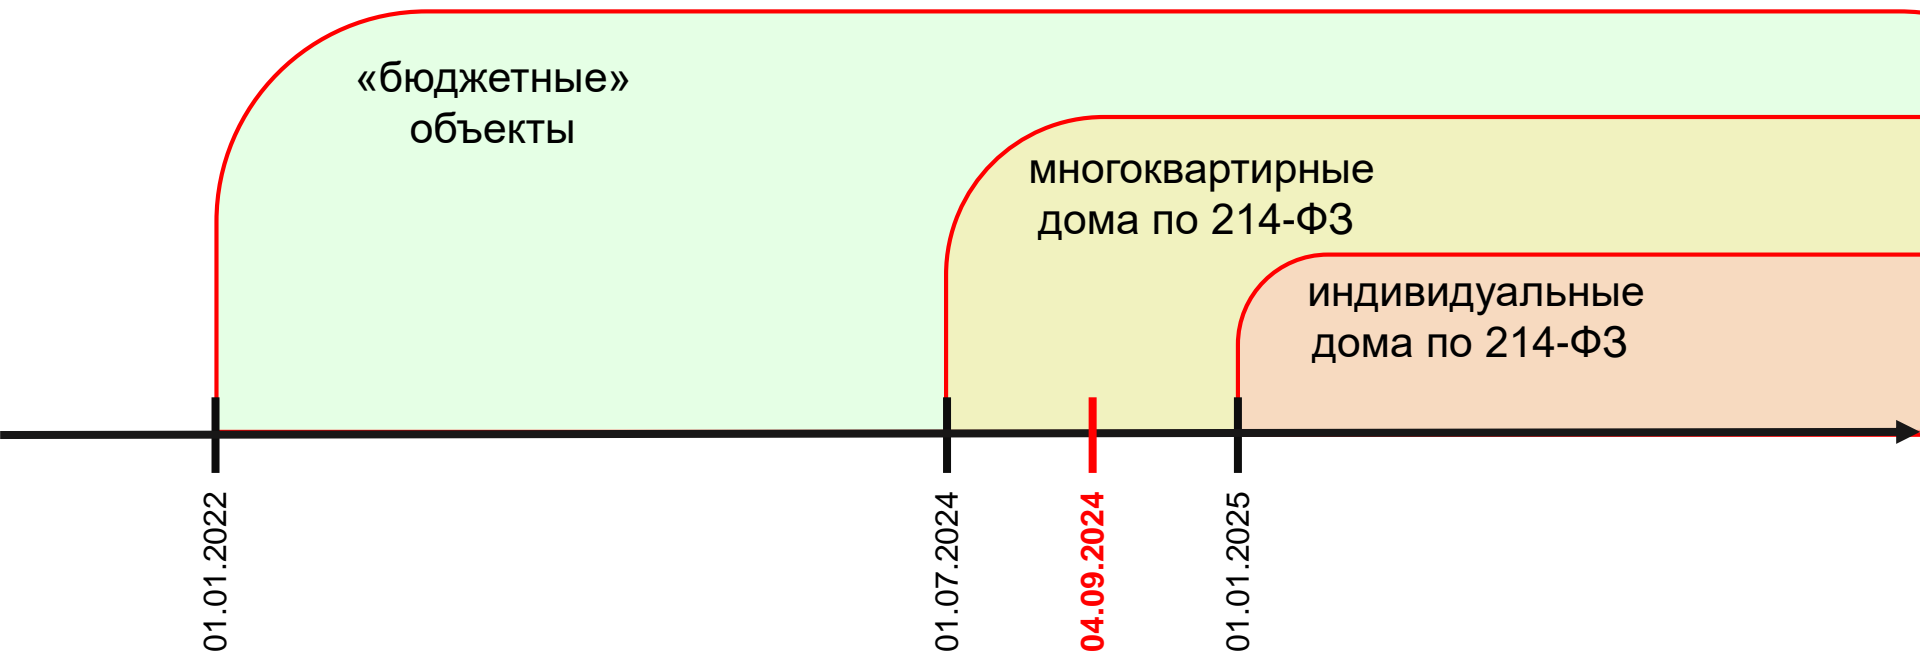 «бюджетные»
объекты
многоквартирные
дома по 214-ФЗ
индивидуальные
дома по 214-ФЗ
01.01.2022
01.07.2024
04.09.2024
01.01.2025